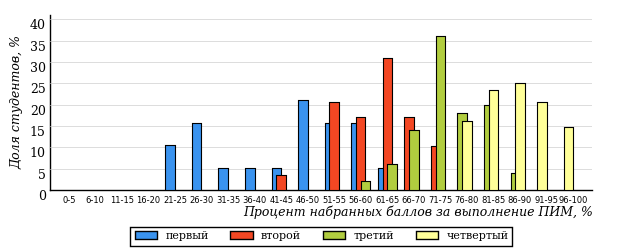 40
35
30
25
20
15
10
5
0
Доля студентов, %
0-5 6-10 11-15 16-20 21-25 26-30 31-35 36-40 41-45 46-50 51-55 56-60 61-65 66-70 71-75 76-80 81-85 86-90 91-95 96-100
Процент набранных баллов за выполнение ПИМ, %
первый второй третий четвертый